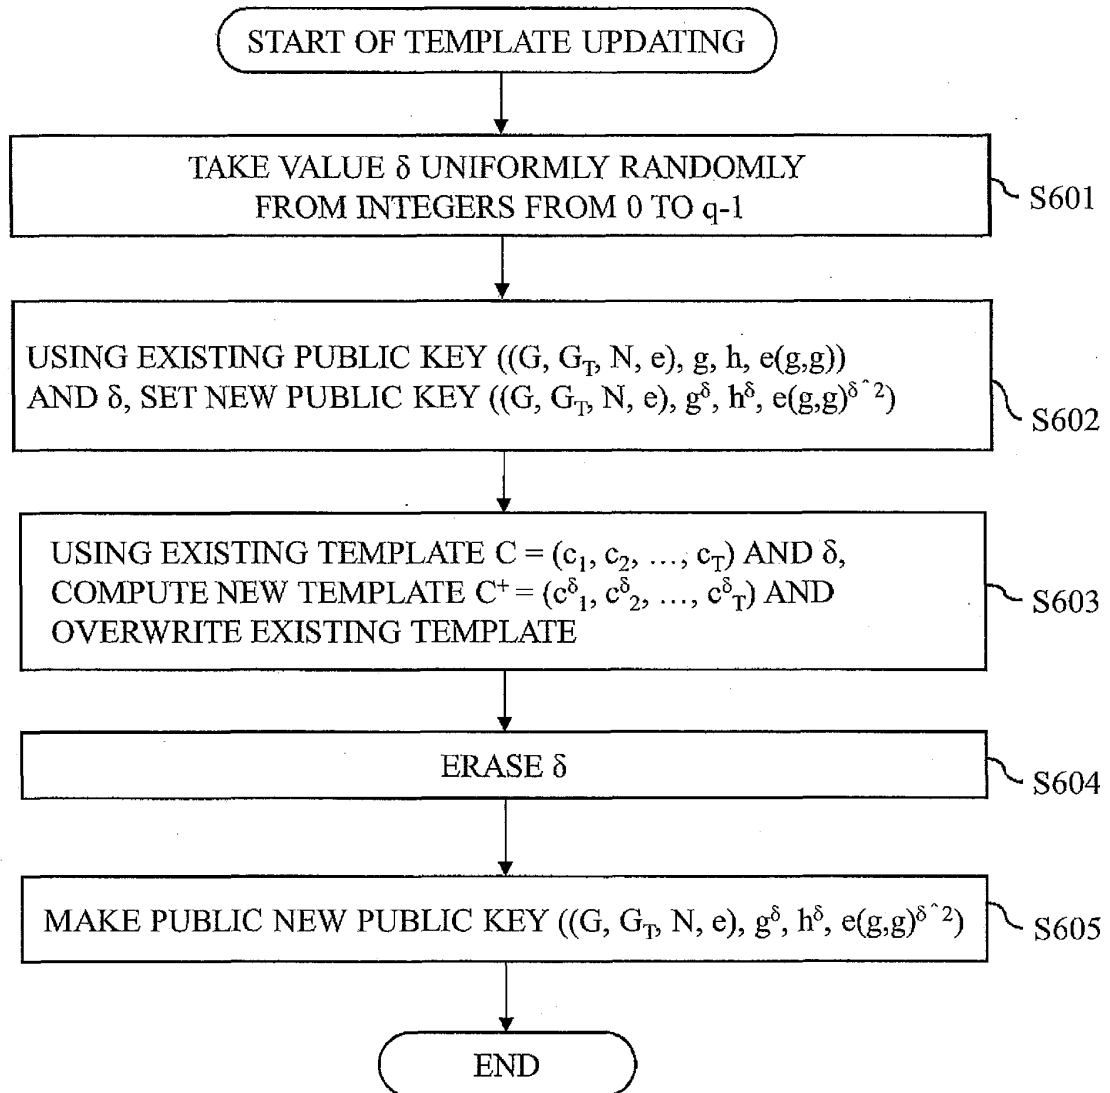 START OF TEMPLATE UPDATING
TAKE VALUE δ UNIFORMLY RANDOMLY
FROM INTEGERS FROM 0 TO q-1
S601
USING EXISTING PUBLIC KEY ((G, G_T, N, e), g, h, e(g,g))
AND δ, SET NEW PUBLIC KEY ((G, G_T, N, e), g^δ, h^δ, e(g,g)^δ^2)
S602
USING EXISTING TEMPLATE C = (c_1, c_2, …, c_T) AND δ,
COMPUTE NEW TEMPLATE C^+ = (c^δ_1, c^δ_2, …, c^δ_T) AND
OVERWRITE EXISTING TEMPLATE
S603
ERASE δ
S604
MAKE PUBLIC NEW PUBLIC KEY ((G, G_T, N, e), g^δ, h^δ, e(g,g)^δ^2)
S605
END